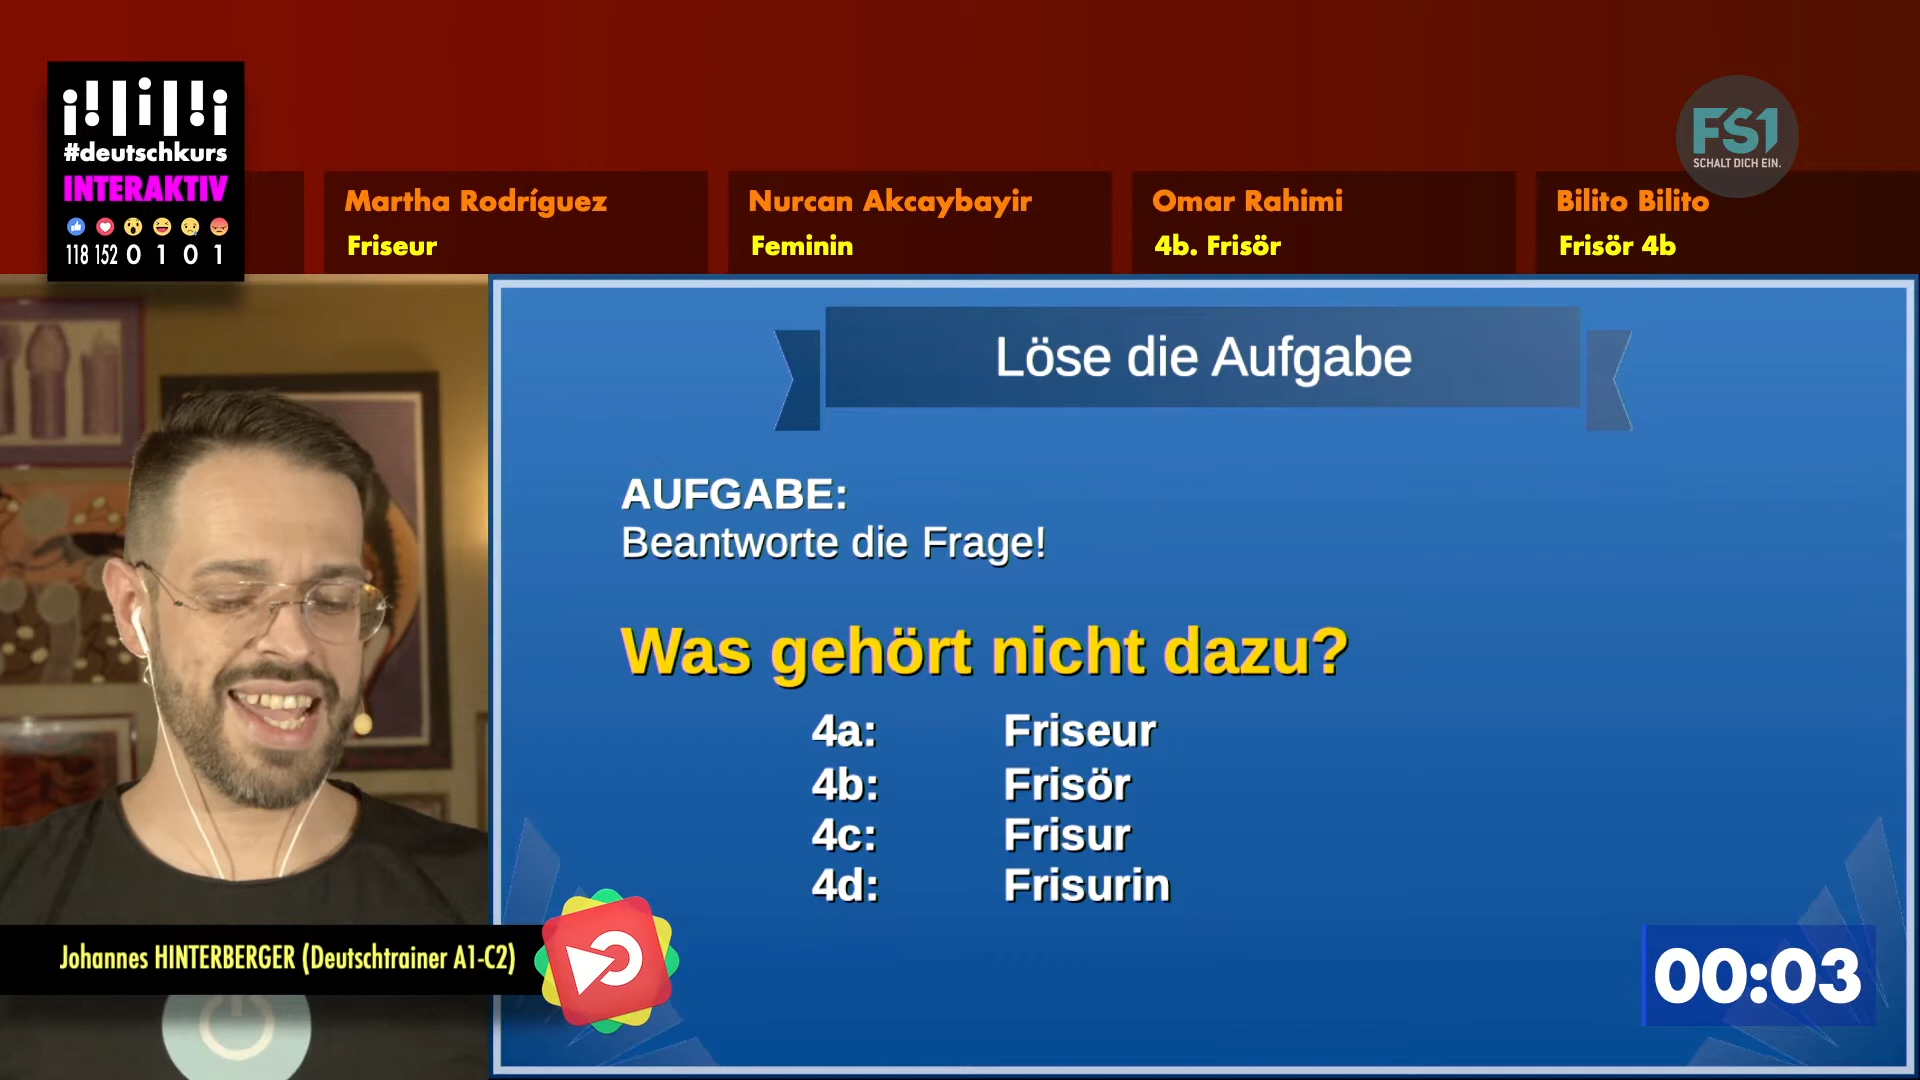 #deutschkurs
INTERAKTIV
118 152 0 1 0 1
FS1
SCHALT DICH EIN.
Martha Rodríguez
Friseur
Nurcan Akcaybayir
Feminin
Omar Rahimi
4b. Frisör
Bilito Bilito
Frisör 4b
Löse die Aufgabe
AUFGABE:
Beantworte die Frage!
Was gehört nicht dazu?
4a: Friseur
4b: Frisör
4c: Frisur
4d: Frisurin
Johannes HINTERBERGER (Deutschtrainer A1-C2)
00:03